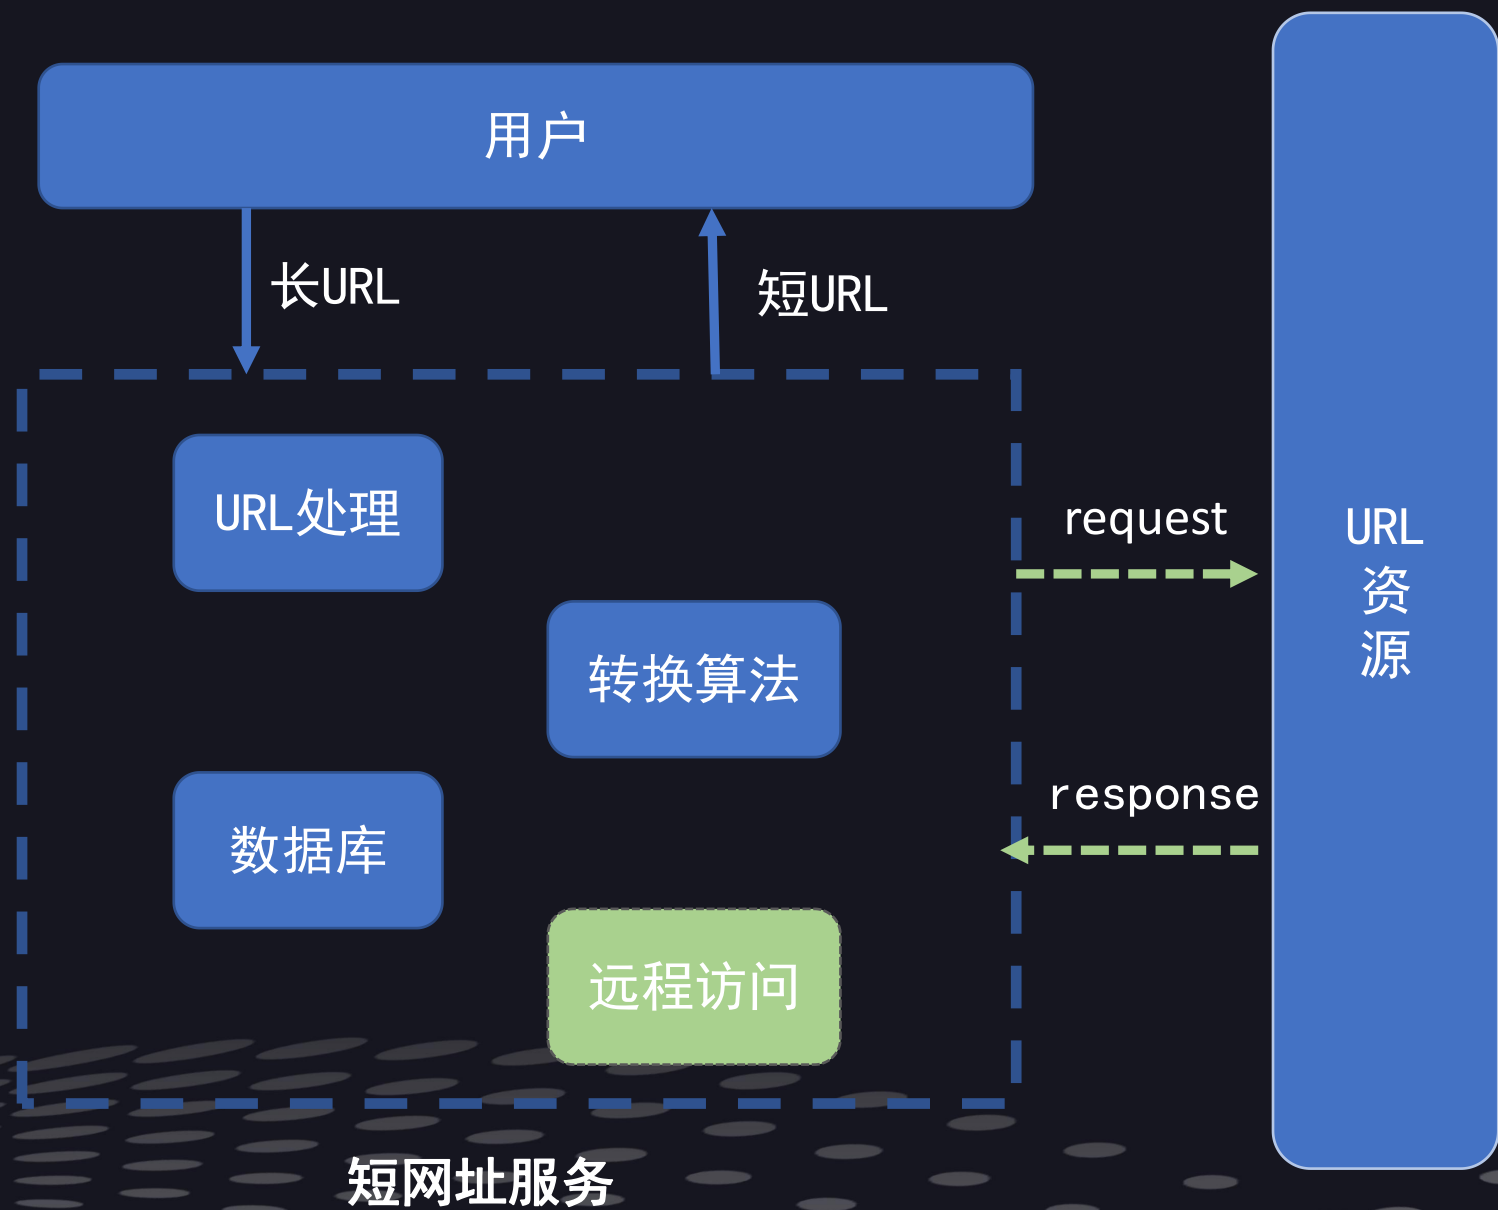 用户
长URL
短URL
URL处理
转换算法
数据库
远程访问
request
response
URL
资
源
短网址服务